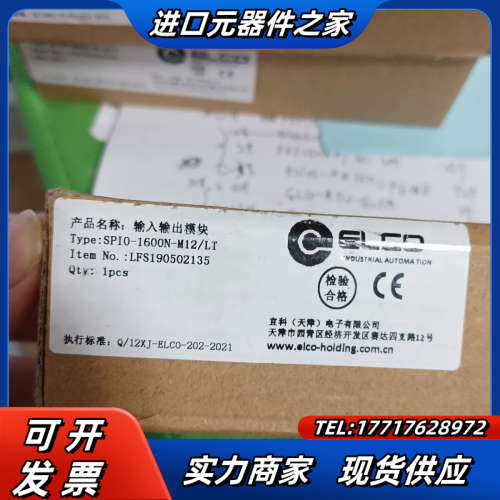 进口元器件之家
产品名称：输入输出模块
Type:SPIO-1600N-M12/LT
Item No.:LFS190502135
Qty: 1pcs
ELCO
INDUSTRIAL AUTOMATION
检验
合格
CE
宜科（天津）电子有限公司
天津市西青区经济开发区赛达四支路12号
www.elco-holding.com.cn
执行标准：Q/12XJ-ELCO-202-2021
TEL:17717628972
可开
发票
实力商家 现货供应